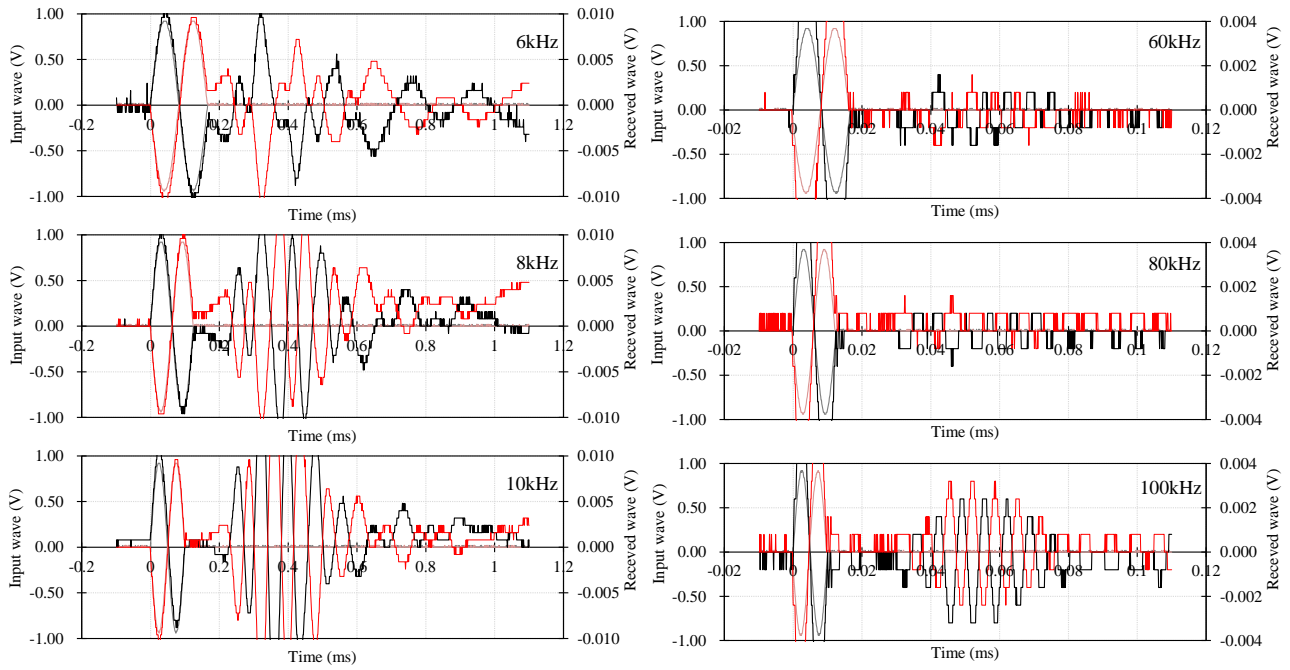 1.00 0.010
6kHz
0.50 0.005
0.00 0.000
-0.2 0 0.2 0.4 0.6 0.8 1 1.2
-0.50 -0.005
-1.00 -0.010
Input wave (V)
Receved wave (V)
Time (ms)
1.00 0.004
60kHz
0.50 0.002
0.00 0.000
-0.02 0 0.02 0.04 0.06 0.08 0.1 0.12
-0.50 -0.002
-1.00 -0.004
Input wave (V)
Receved wave (V)
Time (ms)
1.00 0.010
8kHz
0.50 0.005
0.00 0.000
-0.2 0 0.2 0.4 0.6 0.8 1 1.2
-0.50 -0.005
-1.00 -0.010
Input wave (V)
Receved wave (V)
Time (ms)
1.00 0.004
80kHz
0.50 0.002
0.00 0.000
-0.02 0 0.02 0.04 0.06 0.08 0.1 0.12
-0.50 -0.002
-1.00 -0.004
Input wave (V)
Receved wave (V)
Time (ms)
1.00 0.010
10kHz
0.50 0.005
0.00 0.000
-0.2 0 0.2 0.4 0.6 0.8 1 1.2
-0.50 -0.005
-1.00 -0.010
Input wave (V)
Receved wave (V)
Time (ms)
1.00 0.004
100kHz
0.50 0.002
0.00 0.000
-0.02 0 0.02 0.04 0.06 0.08 0.1 0.12
-0.50 -0.002
-1.00 -0.004
Input wave (V)
Receved wave (V)
Time (ms)